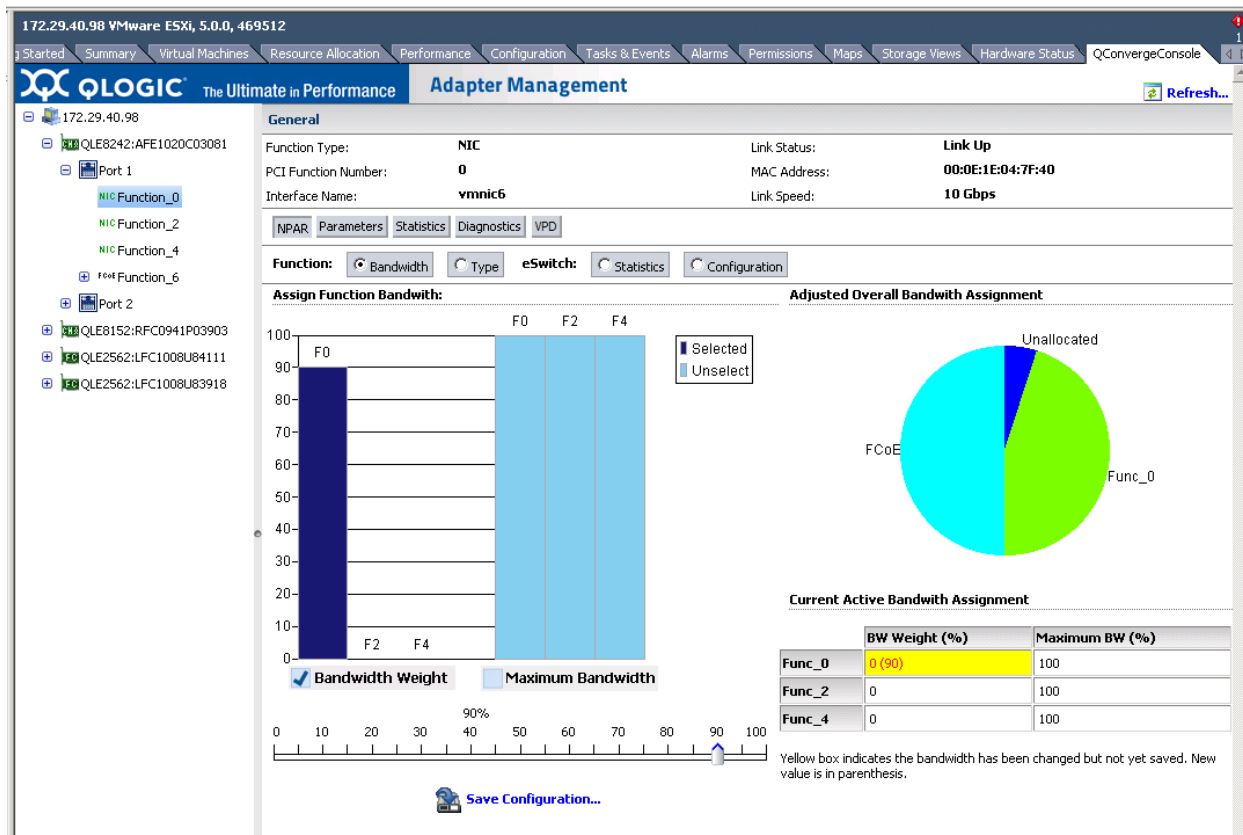 172.29.40.98 VMware ESXi, 5.0.0, 469512
g Started Summary Virtual Machines Resource Allocation Performance Configuration Tasks & Events Alarms Permissions Maps Storage Views Hardware Status QConvergeConsole
QLOGIC The Ultimate in Performance Adapter Management
Refresh...
172.29.40.98
QLE8242:AFE1020C03081
Port 1
NIC Function_0
NIC Function_2
NIC Function_4
FCoE Function_6
Port 2
QLE8152:RFC0941P03903
FC QLE2562:LFC1008U84111
FC QLE2562:LFC1008U83918
General
Function Type: NIC Link Status: Link Up
PCI Function Number: 0 MAC Address: 00:0E:1E:04:7F:40
Interface Name: vmnic6 Link Speed: 10 Gbps
NPAR Parameters Statistics Diagnostics VPD
Function: Bandwidth Type eSwitch: Statistics Configuration
Assign Function Bandwith:
F0 F2 F4
100
90
80
70
60
50
40
30
20
10
0
F0
F2 F4
Selected
Unselect
Bandwidth Weight Maximum Bandwidth
90%
0 10 20 30 40 50 60 70 80 90 100
Save Configuration...
Adjusted Overall Bandwith Assignment
Unallocated
FCoE
Func_0
Current Active Bandwith Assignment
BW Weight (%) Maximum BW (%)
Func_0 0 (90) 100
Func_2 0 100
Func_4 0 100
Yellow box indicates the bandwidth has been changed but not yet saved. New
value is in parenthesis.